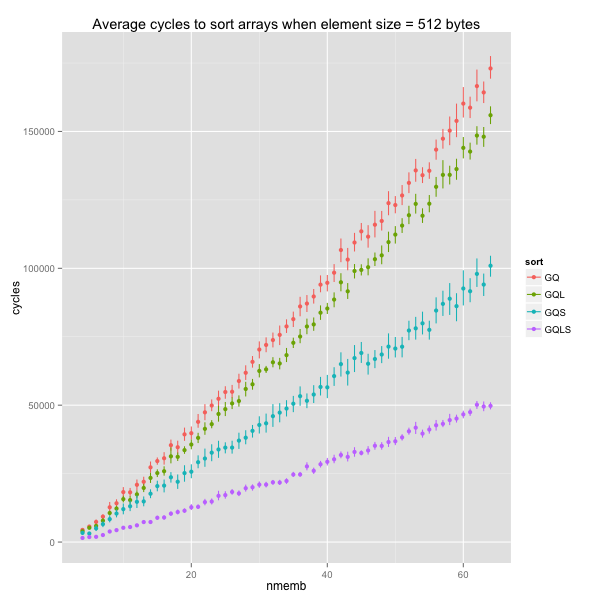 Average cycles to sort arrays when element size = 512 bytes
150000
100000
50000
0
cycles
20
40
60
nmemb
sort
GQ
GQL
GQS
GQLS